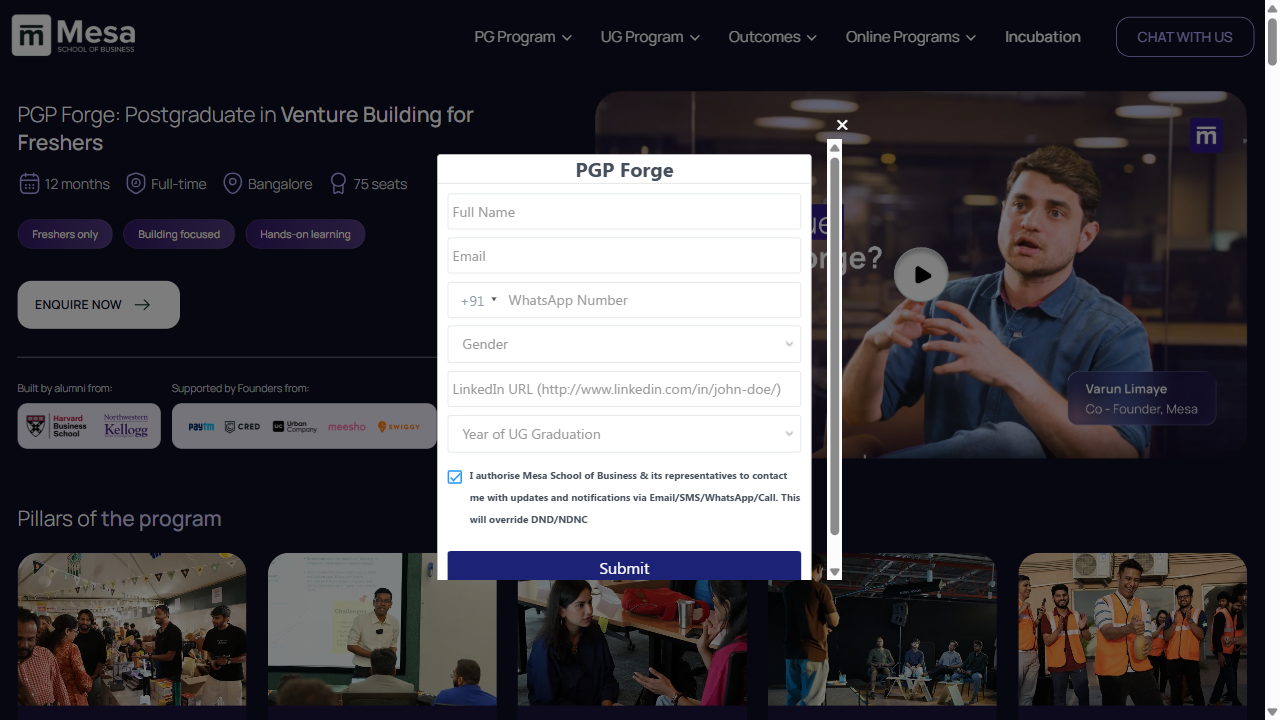 Mesa
SCHOOL OF BUSINESS
PG Program
UG Program
Outcomes
Online Programs
Incubation
CHAT WITH US
PGP Forge: Postgraduate in Venture Building for
Freshers
12 months
Full-time
Bangalore
75 seats
Freshers only
Building focused
Hands-on learning
ENQUIRE NOW
Built by alumni from:
Supported by Founders from:
Harvard
Business
School
Northwestern
Kellogg
paytm
CRED
UC Urban
Company
meesho
SWIGGY
PGP Forge
Full Name
Email
+91 WhatsApp Number
Gender
LinkedIn URL (http://www.linkedin.com/in/john-doe/)
Year of UG Graduation
I authorise Mesa School of Business & its representatives to contact
me with updates and notifications via Email/SMS/WhatsApp/Call. This
will override DND/NDNC
Submit
Varun Limaye
Co - Founder, Mesa
Pillars of the program
Challenges